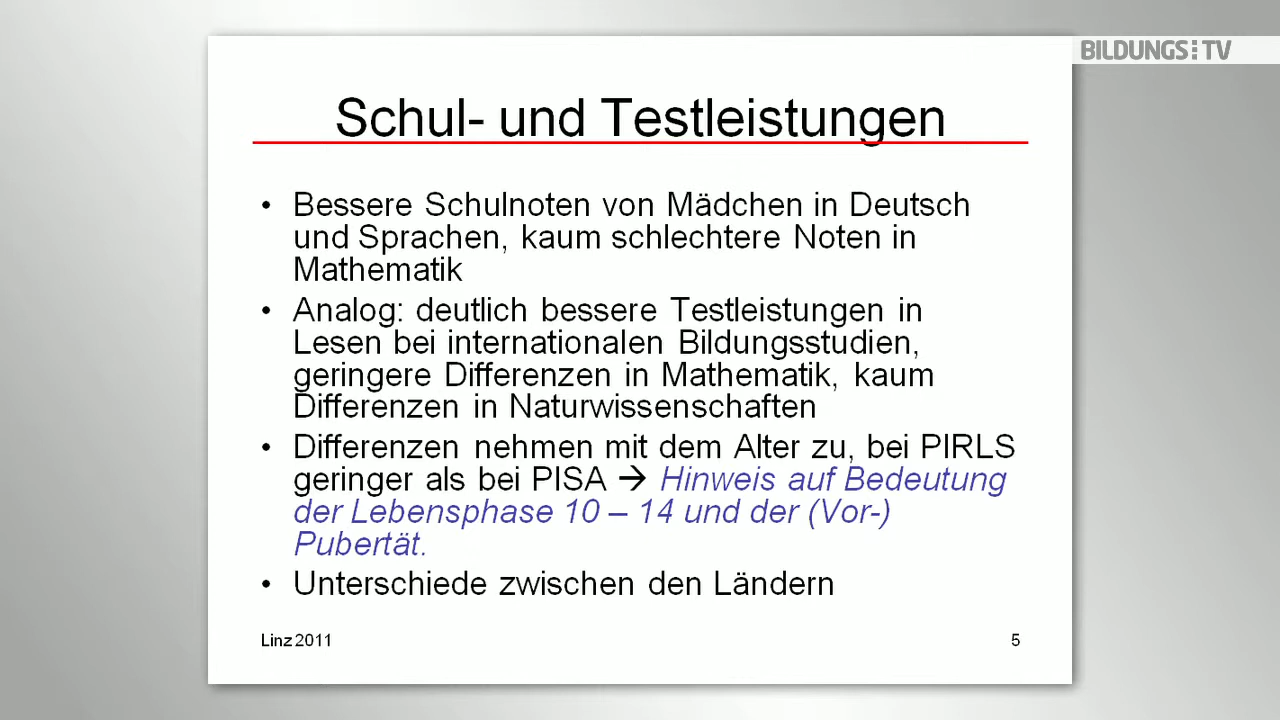 BILDUNGS:TV
Schul- und Testleistungen
• Bessere Schulnoten von Mädchen in Deutsch
und Sprachen, kaum schlechtere Noten in
Mathematik
• Analog: deutlich bessere Testleistungen in
Lesen bei internationalen Bildungsstudien,
geringere Differenzen in Mathematik, kaum
Differenzen in Naturwissenschaften
• Differenzen nehmen mit dem Alter zu, bei PIRLS
geringer als bei PISA → Hinweis auf Bedeutung
der Lebensphase 10 – 14 und der (Vor-)
Pubertät.
• Unterschiede zwischen den Ländern
Linz 2011 5